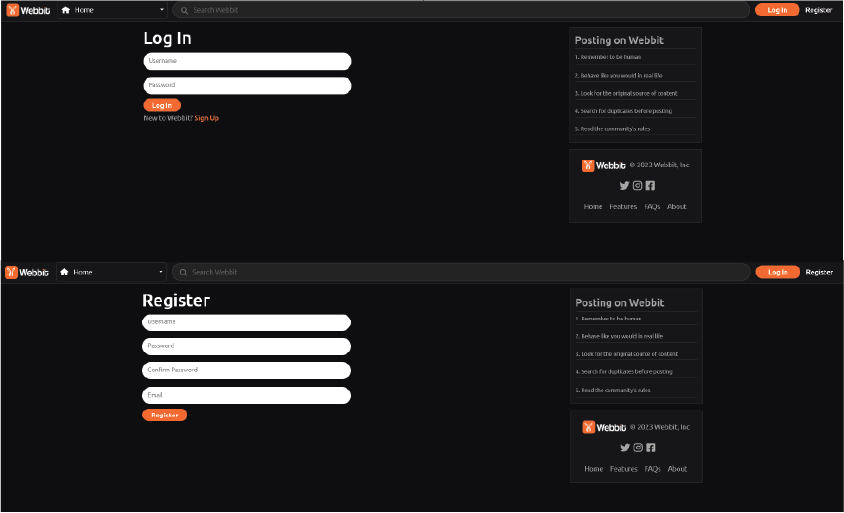 Webbit Home Search Webbit Log In Register
Log In
Username
Password
Log In
New to Webbit? Sign Up
Posting on Webbit
1. Remember to be human
2. Behave like you would in real life
3. Look for the original source of content
4. Search for duplicates before posting
5. Read the community's rules
Webbit © 2023 Webbit, Inc
Home Features FAQs About
Webbit Home Search Webbit Log In Register
Register
Username
Password
Confirm Password
Email
Register
Posting on Webbit
1. Remember to be human
2. Behave like you would in real life
3. Look for the original source of content
4. Search for duplicates before posting
5. Read the community's rules
Webbit © 2023 Webbit, Inc
Home Features FAQs About